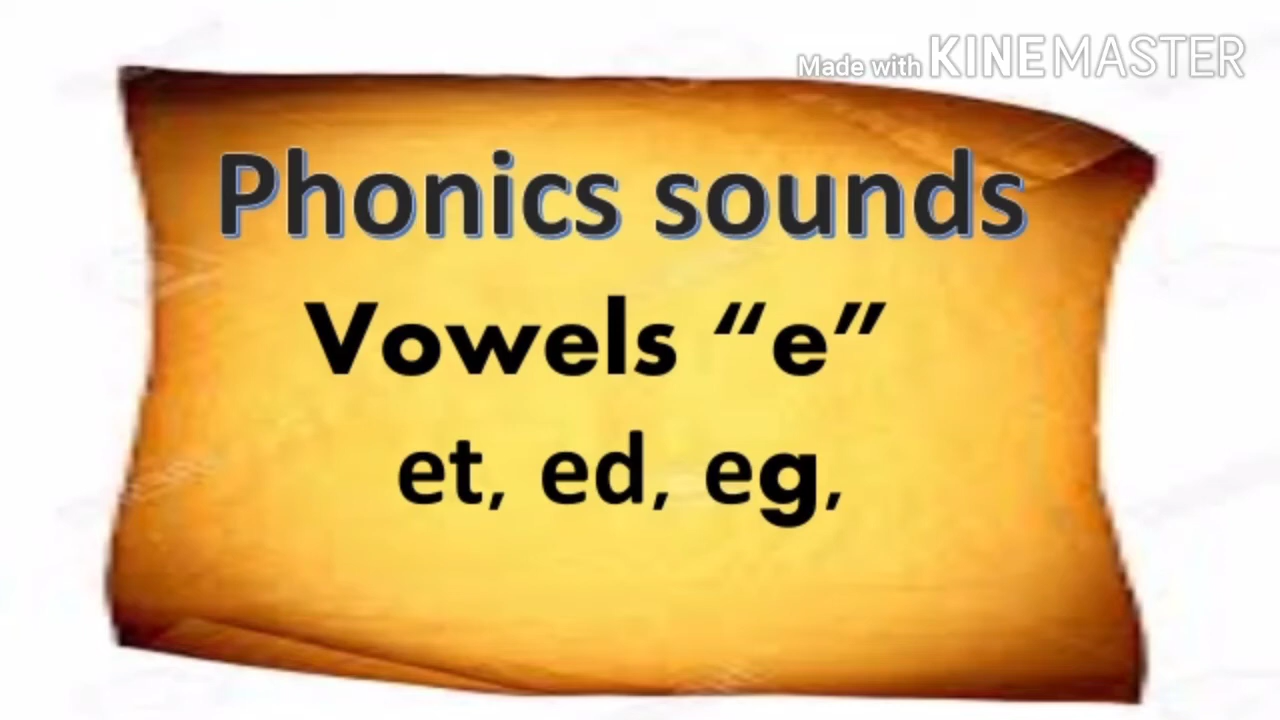 Made with KINEMASTER
Phonics sounds
Vowels “e”
et, ed, eg,